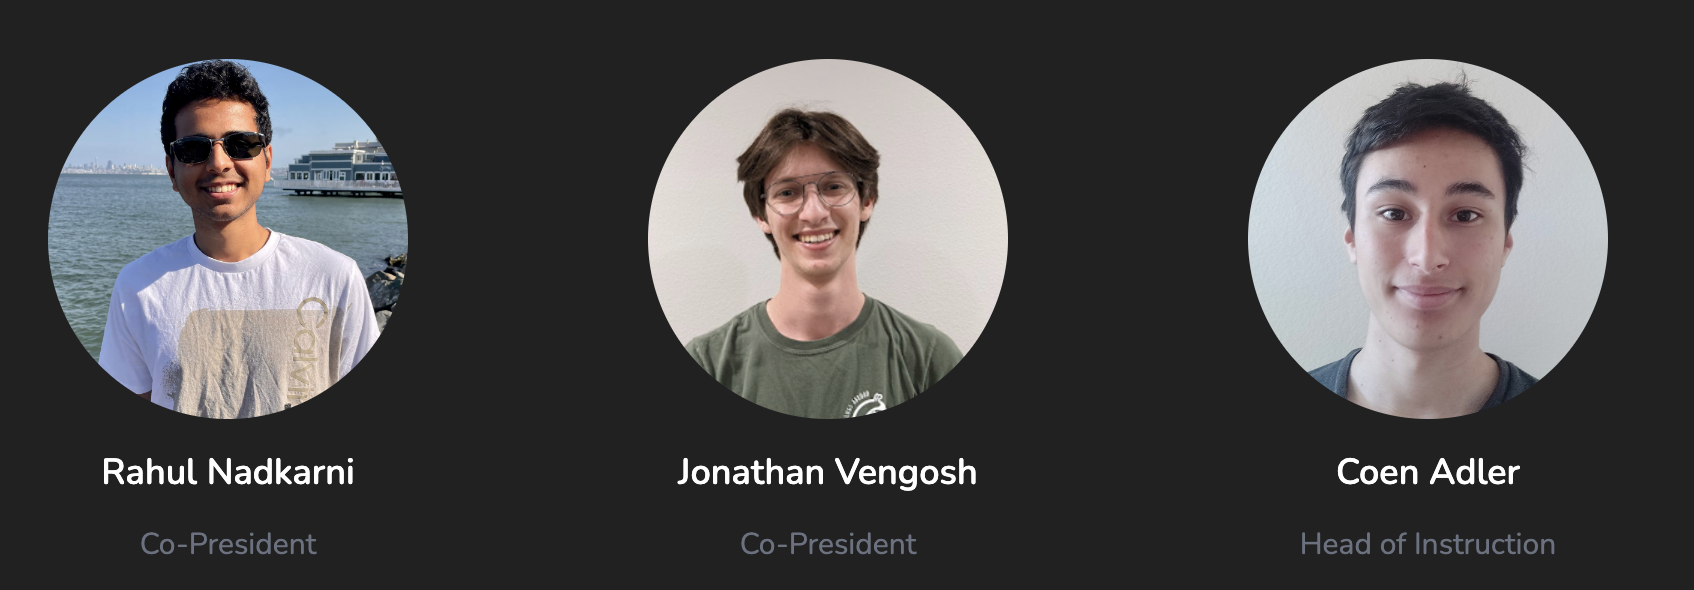 Rahul Nadkarni
Jonathan Vengosh
Coen Adler
Co-President
Co-President
Head of Instruction